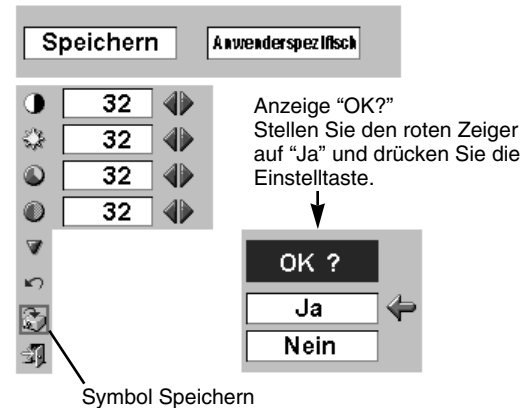 Speichern
Anwenderspezifisch
32
32
32
32
Anzeige “OK?”
Stellen Sie den roten Zeiger
auf “Ja” und drücken Sie die
Einstelltaste.
OK ?
Ja
Nein
Symbol Speichern